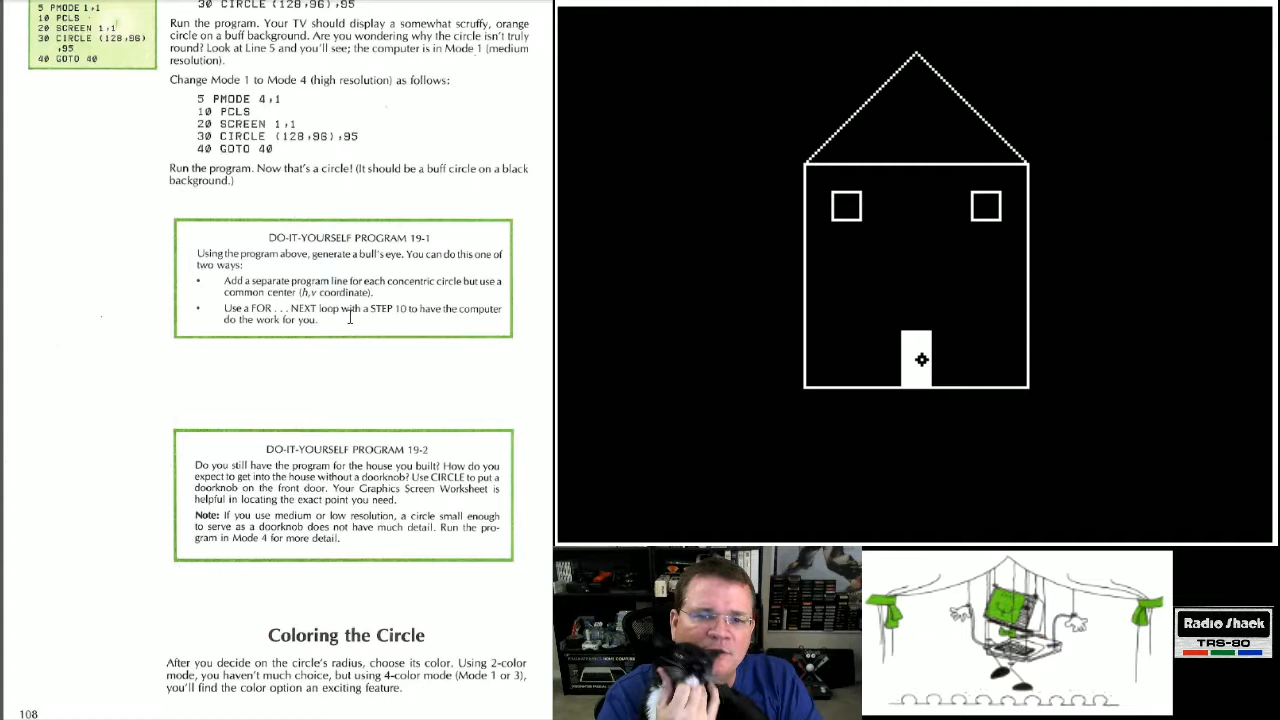 5 PMODE 1,1
10 PCLS
20 SCREEN 1,1
30 CIRCLE (128,96)
,95
40 GOTO 40
30 CIRCLE (128,96),95
Run the program. Your TV should display a somewhat scruffy, orange
circle on a buff background. Are you wondering why the circle isn't truly
round? Look at Line 5 and you'll see; the computer is in Mode 1 (medium
resolution).
Change Mode 1 to Mode 4 (high resolution) as follows:
5 PMODE 4,1
10 PCLS
20 SCREEN 1,1
30 CIRCLE (128,96),95
40 GOTO 40
Run the program. Now that's a circle! (It should be a buff circle on a black
background.)
DO-IT-YOURSELF PROGRAM 19-1
Using the program above, generate a bull's eye. You can do this one of
two ways:
• Add a separate program line for each concentric circle but use a
common center (h,v coordinate).
• Use a FOR . . . NEXT loop with a STEP 10 to have the computer
do the work for you.
DO-IT-YOURSELF PROGRAM 19-2
Do you still have the program for the house you built? How do you
expect to get into the house without a doorknob? Use CIRCLE to put a
doorknob on the front door. Your Graphics Screen Worksheet is
helpful in locating the exact point you need.
Note: If you use medium or low resolution, a circle small enough
to serve as a doorknob does not have much detail. Run the pro-
gram in Mode 4 for more detail.
Coloring the Circle
After you decide on the circle's radius, choose its color. Using 2-color
mode, you haven't much choice, but using 4-color mode (Mode 1 or 3),
you'll find the color option an exciting feature.
108
Radio Shack
TRS-80